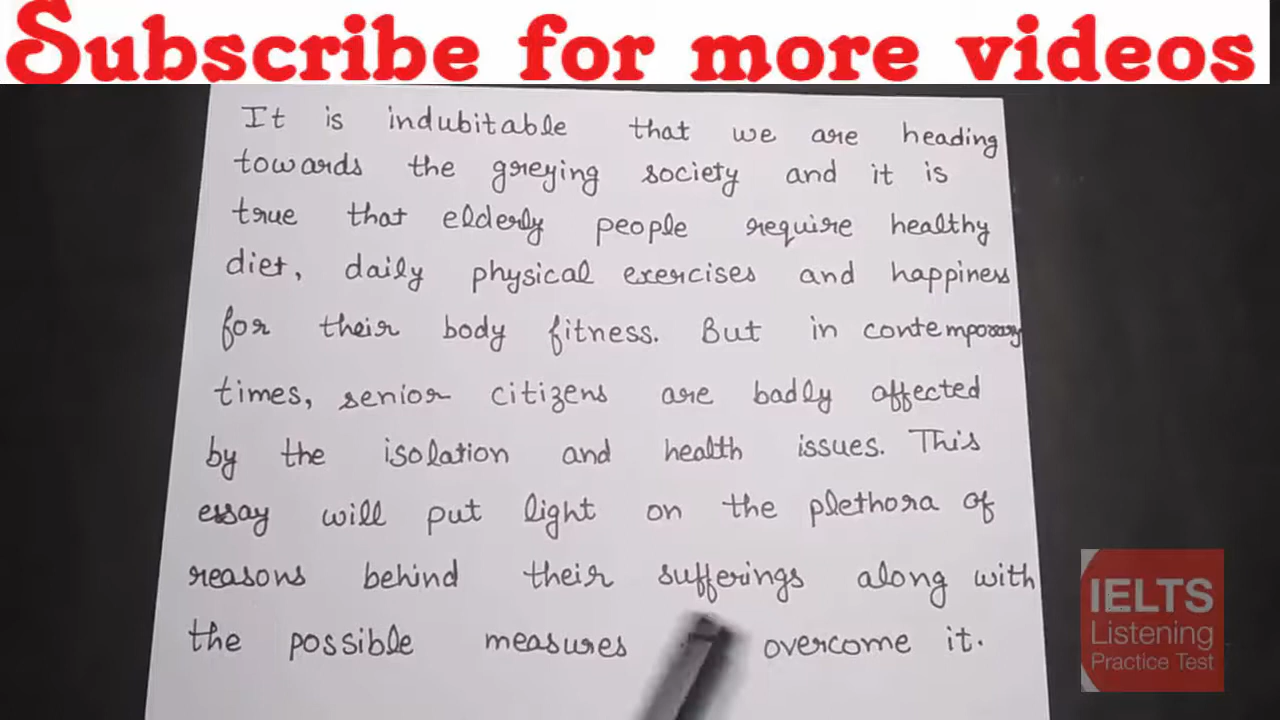 Subscribe for more videos
It is indubitable that we are heading
towards the greying society and it is
true that elderly people require healthy
diet, daily physical exercises and happiness
for their body fitness. But in contemporary
times, senior citizens are badly affected
by the isolation and health issues. This
essay will put light on the plethora of
reasons behind their sufferings along with
the possible measures overcome it.
IELTS
Listening
Practice Test